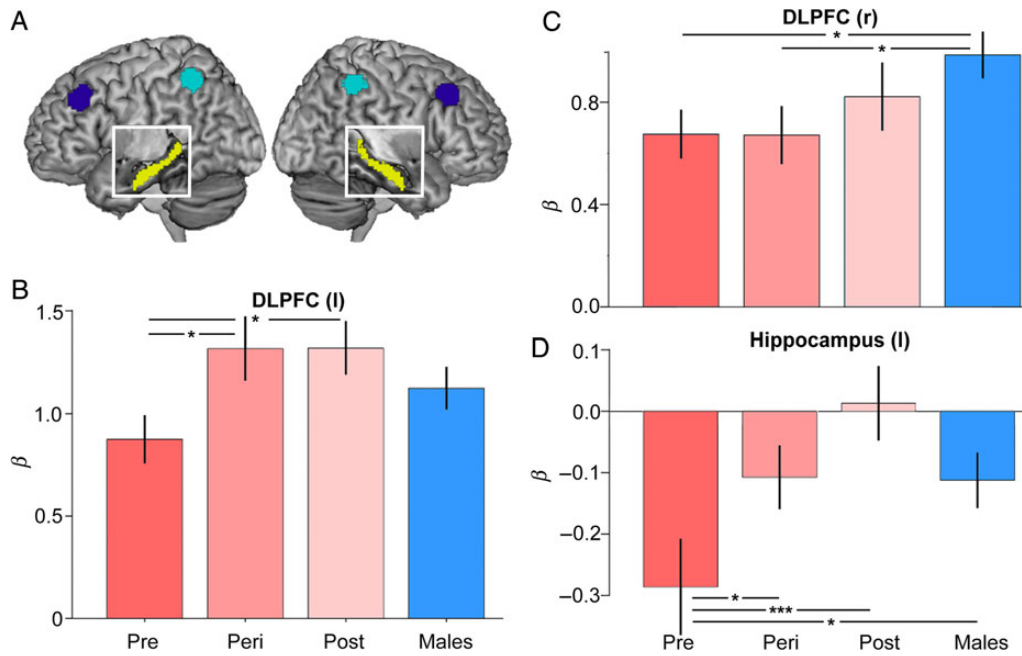 A
B
DLPFC (l)
1.5
1.0
0.5
0
β
*
*
Pre
Peri
Post
Males
C
DLPFC (r)
*
*
0.8
0.4
0.0
β
D
Hippocampus (l)
0.1
0.0
−0.1
−0.2
−0.3
β
*
***
*
Pre
Peri
Post
Males